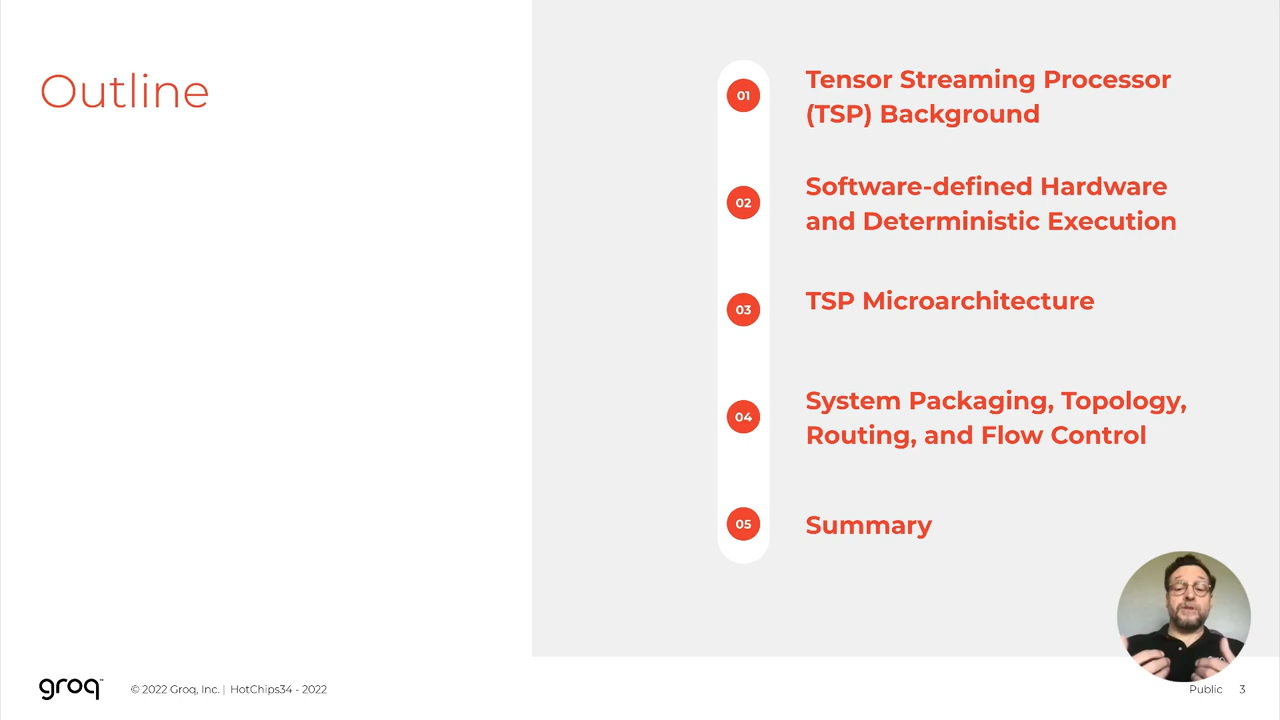 Outline
01
Tensor Streaming Processor
(TSP) Background
02
Software-defined Hardware
and Deterministic Execution
03
TSP Microarchitecture
04
System Packaging, Topology,
Routing, and Flow Control
05
Summary
groq™
© 2022 Groq, Inc. | HotChips34 - 2022
Public 3